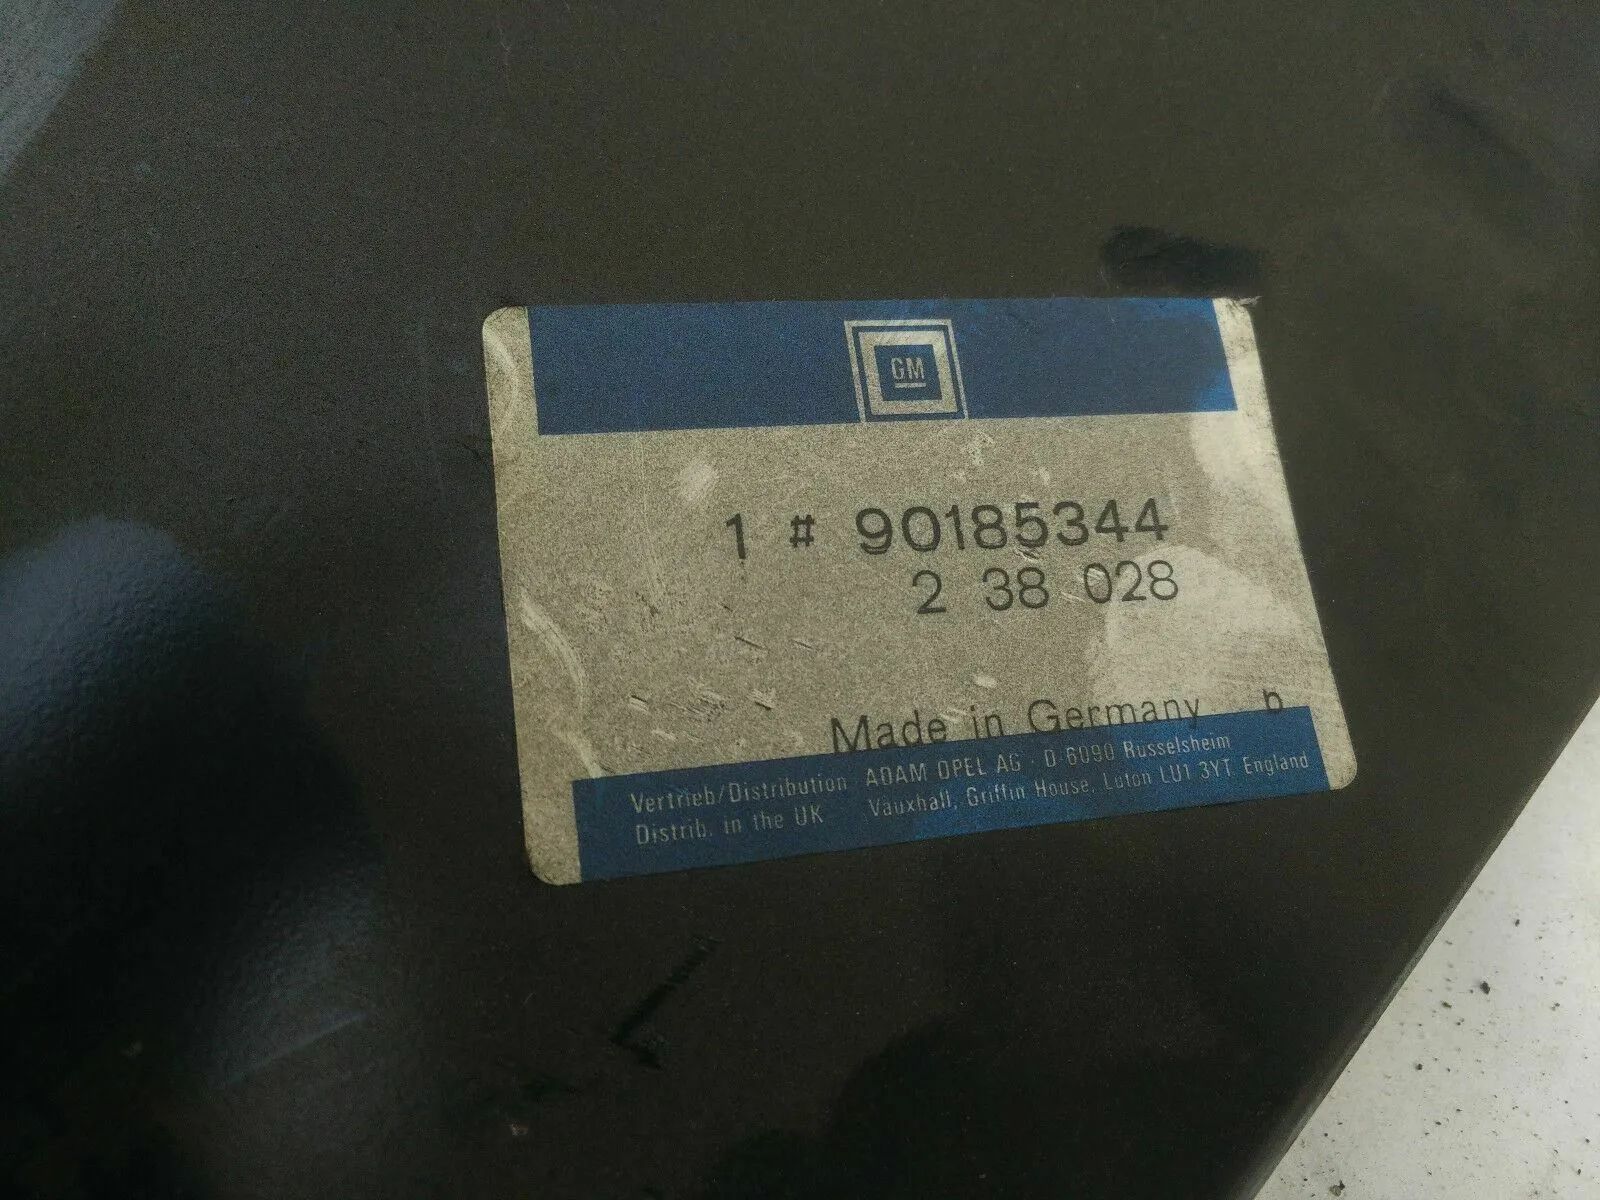 GM
1 # 90185344
2 38 028
Made in Germany b
Vertrieb/Distribution ADAM OPEL AG · D-6090 Russelsheim
Distrib. in the UK Vauxhall, Griffin House, Luton LU1 3YT England